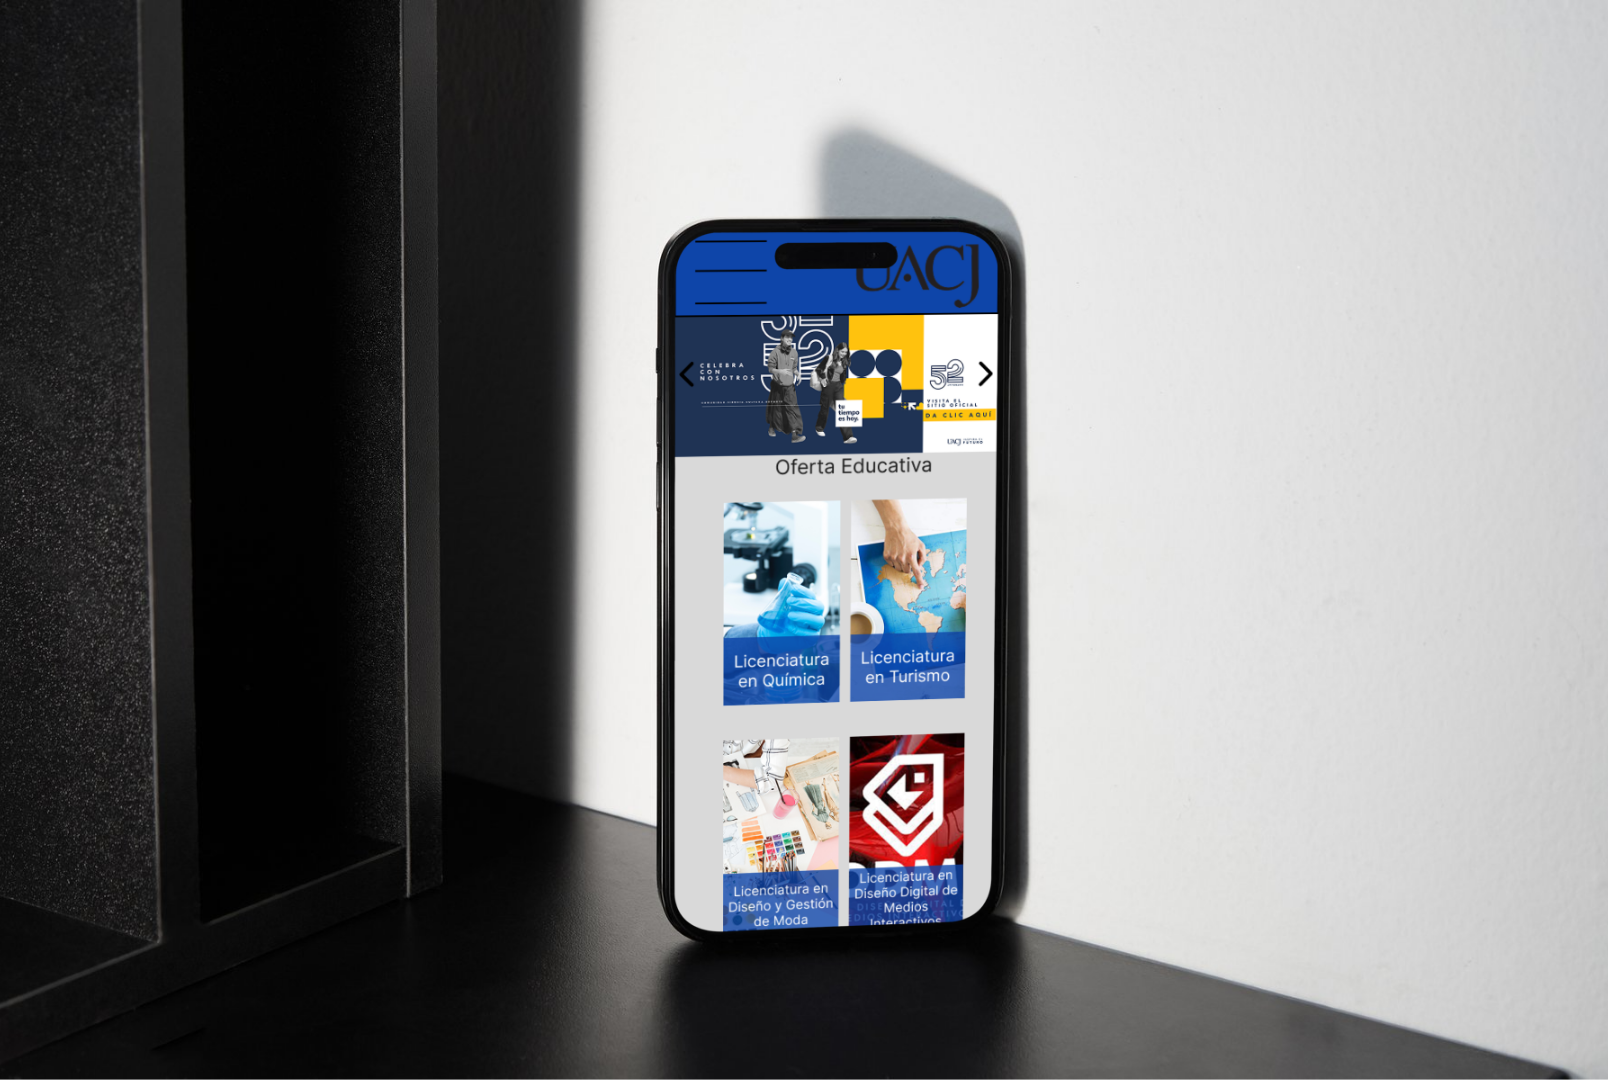 UACJ
52
CELEBRA
CON
NOSOTROS
52
tu
tiempo
es hoy.
52
VISITA EL
SITIO OFICIAL
DA CLIC AQUÍ
UACJ
Oferta Educativa
Licenciatura
en Química
Licenciatura
en Turismo
Licenciatura en
Diseño y Gestión
de Moda
Licenciatura en
Diseño Digital de
Medios
Interactivos